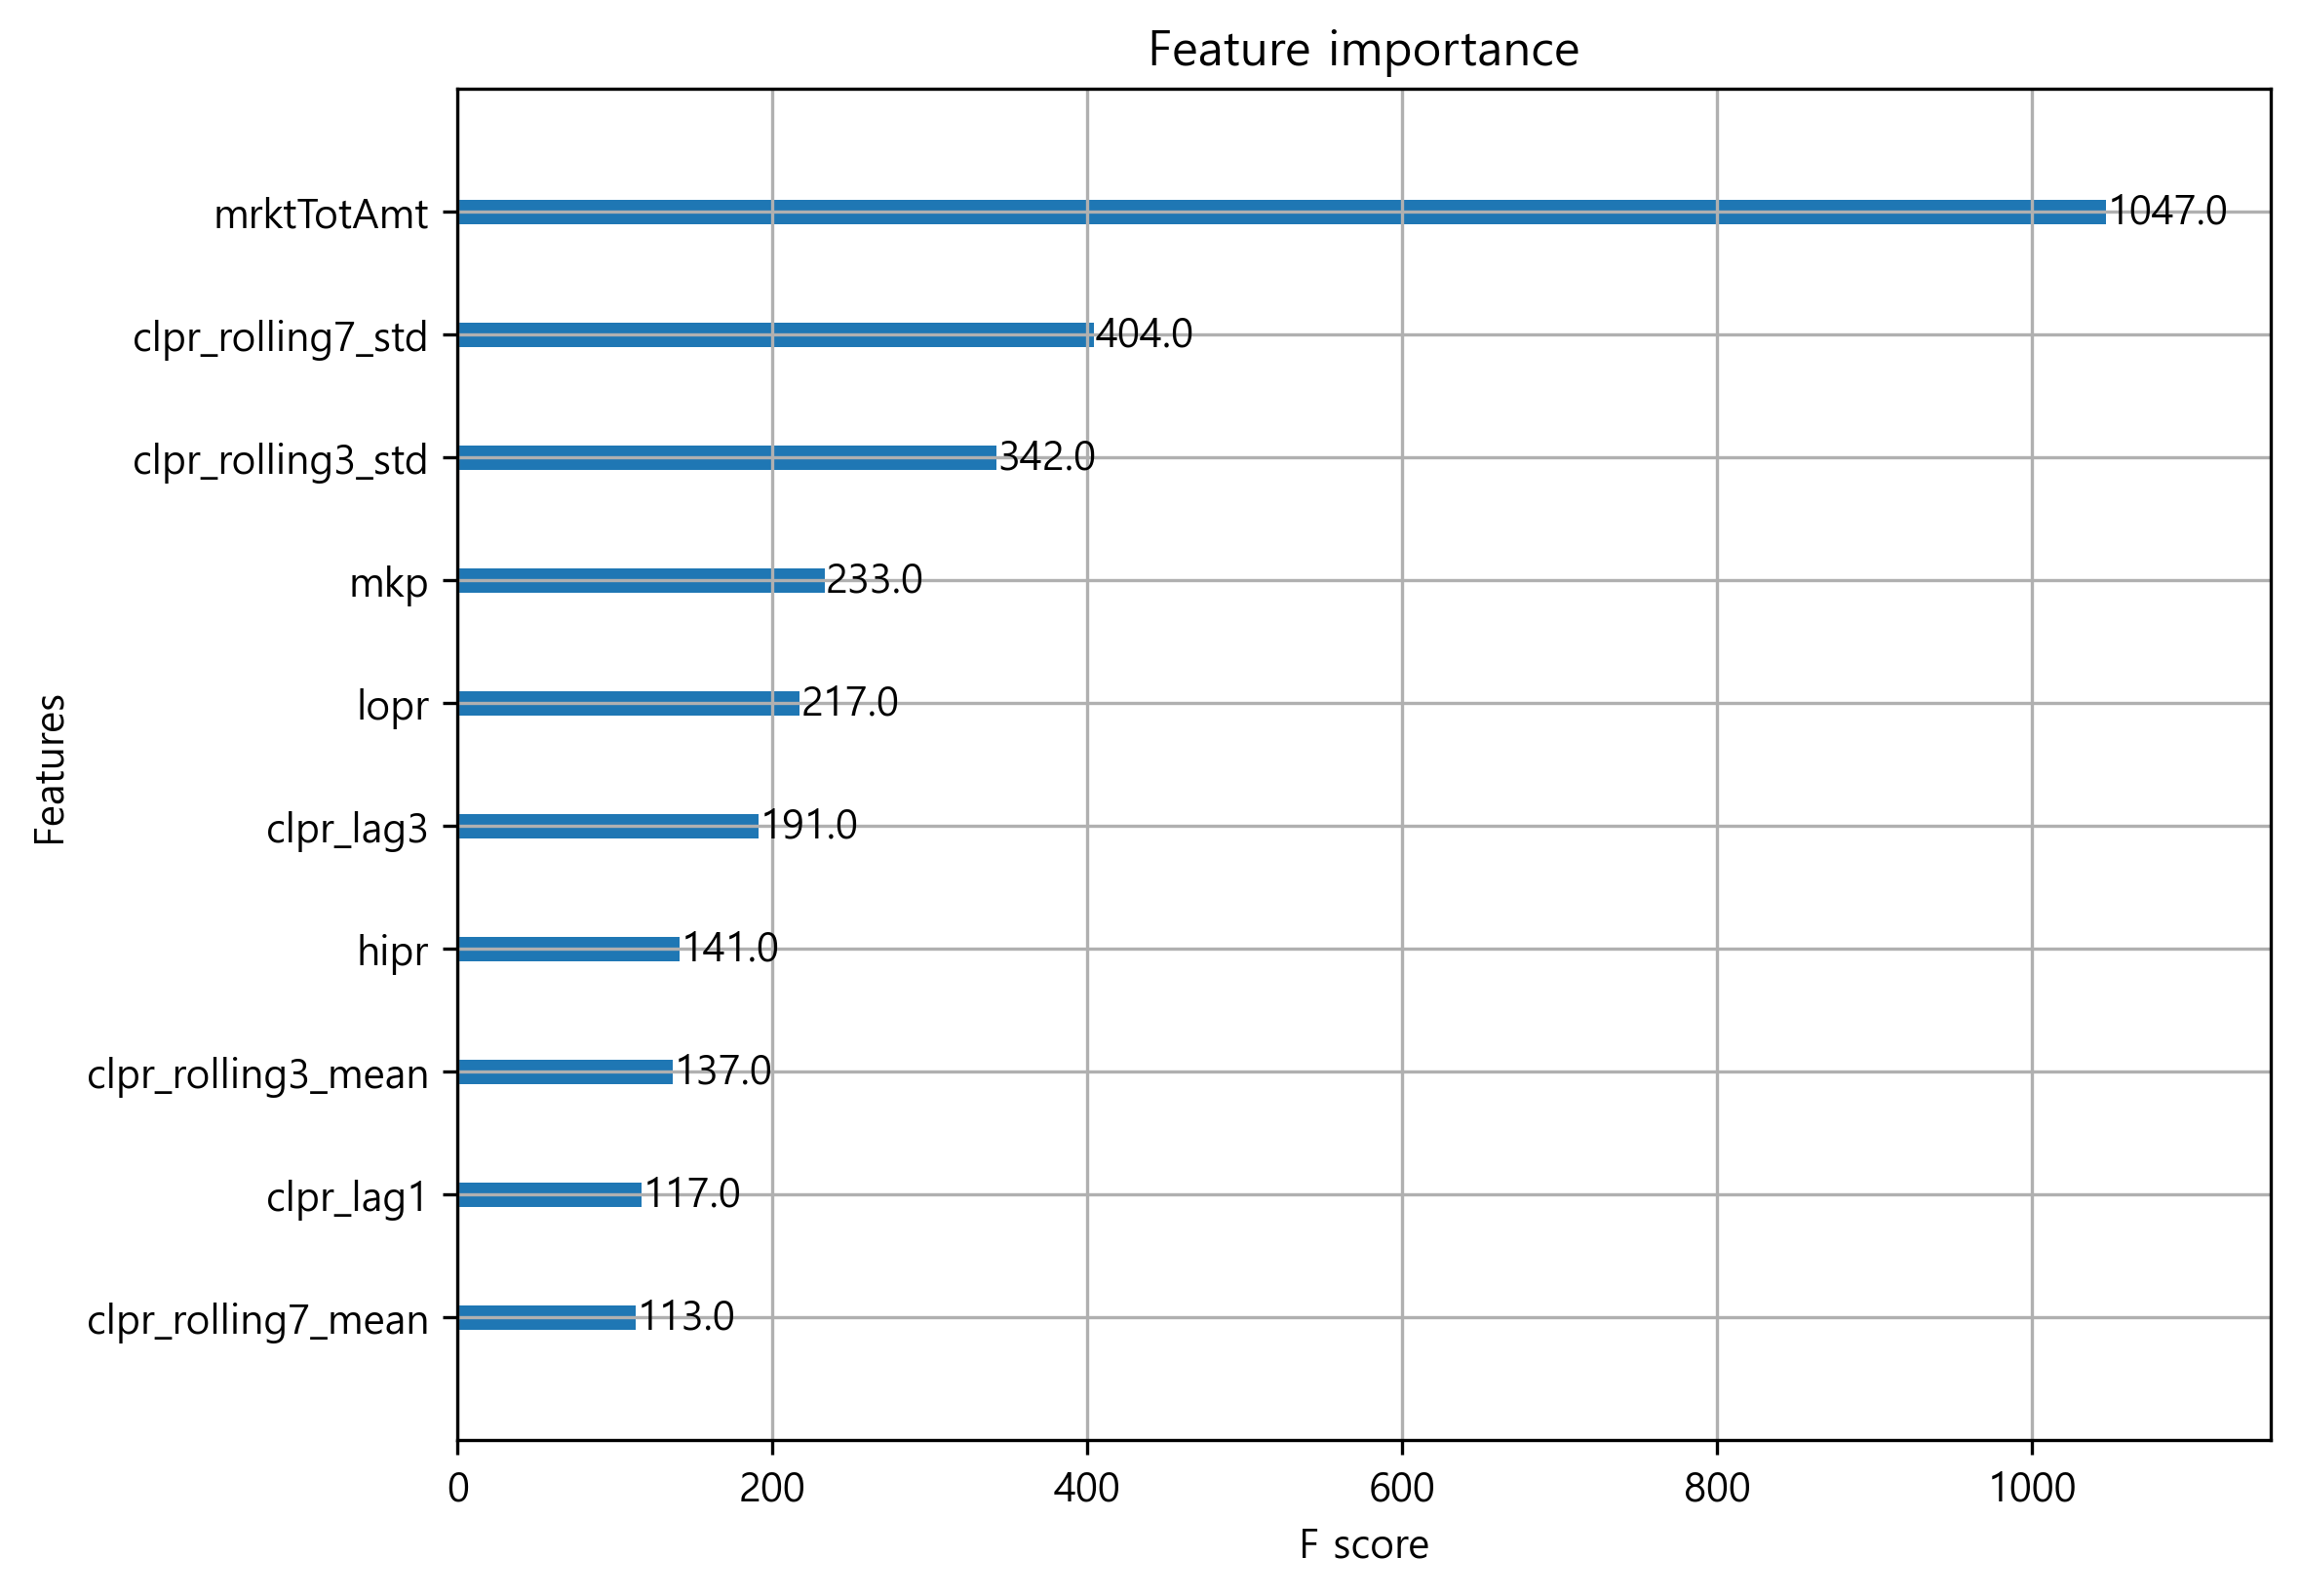 Feature importance
mrktTotAmt 1047.0
clpr_rolling7_std 404.0
clpr_rolling3_std 342.0
mkp 233.0
lopr 217.0
clpr_lag3 191.0
hipr 141.0
clpr_rolling3_mean 137.0
clpr_lag1 117.0
clpr_rolling7_mean 113.0
Features
0 200 400 600 800 1000
F score